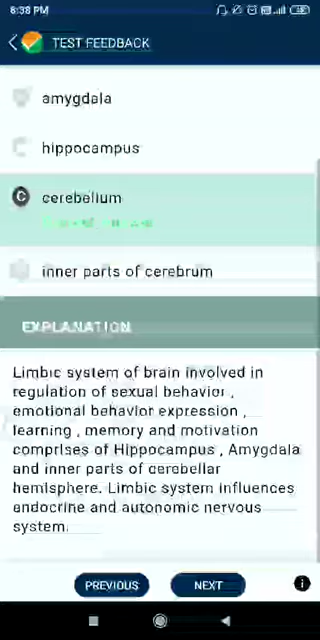 8:38 PM
TEST FEEDBACK
amygdala
hippocampus
C cerebellum
inner parts of cerebrum
EXPLANATION
Limbic system of brain involved in
regulation of sexual behavior ,
emotional behavior expression ,
learning , memory and motivation
comprises of Hippocampus , Amygdala
and inner parts of cerebellar
hemisphere. Limbic system influences
endocrine and autonomic nervous
system.
PREVIOUS NEXT